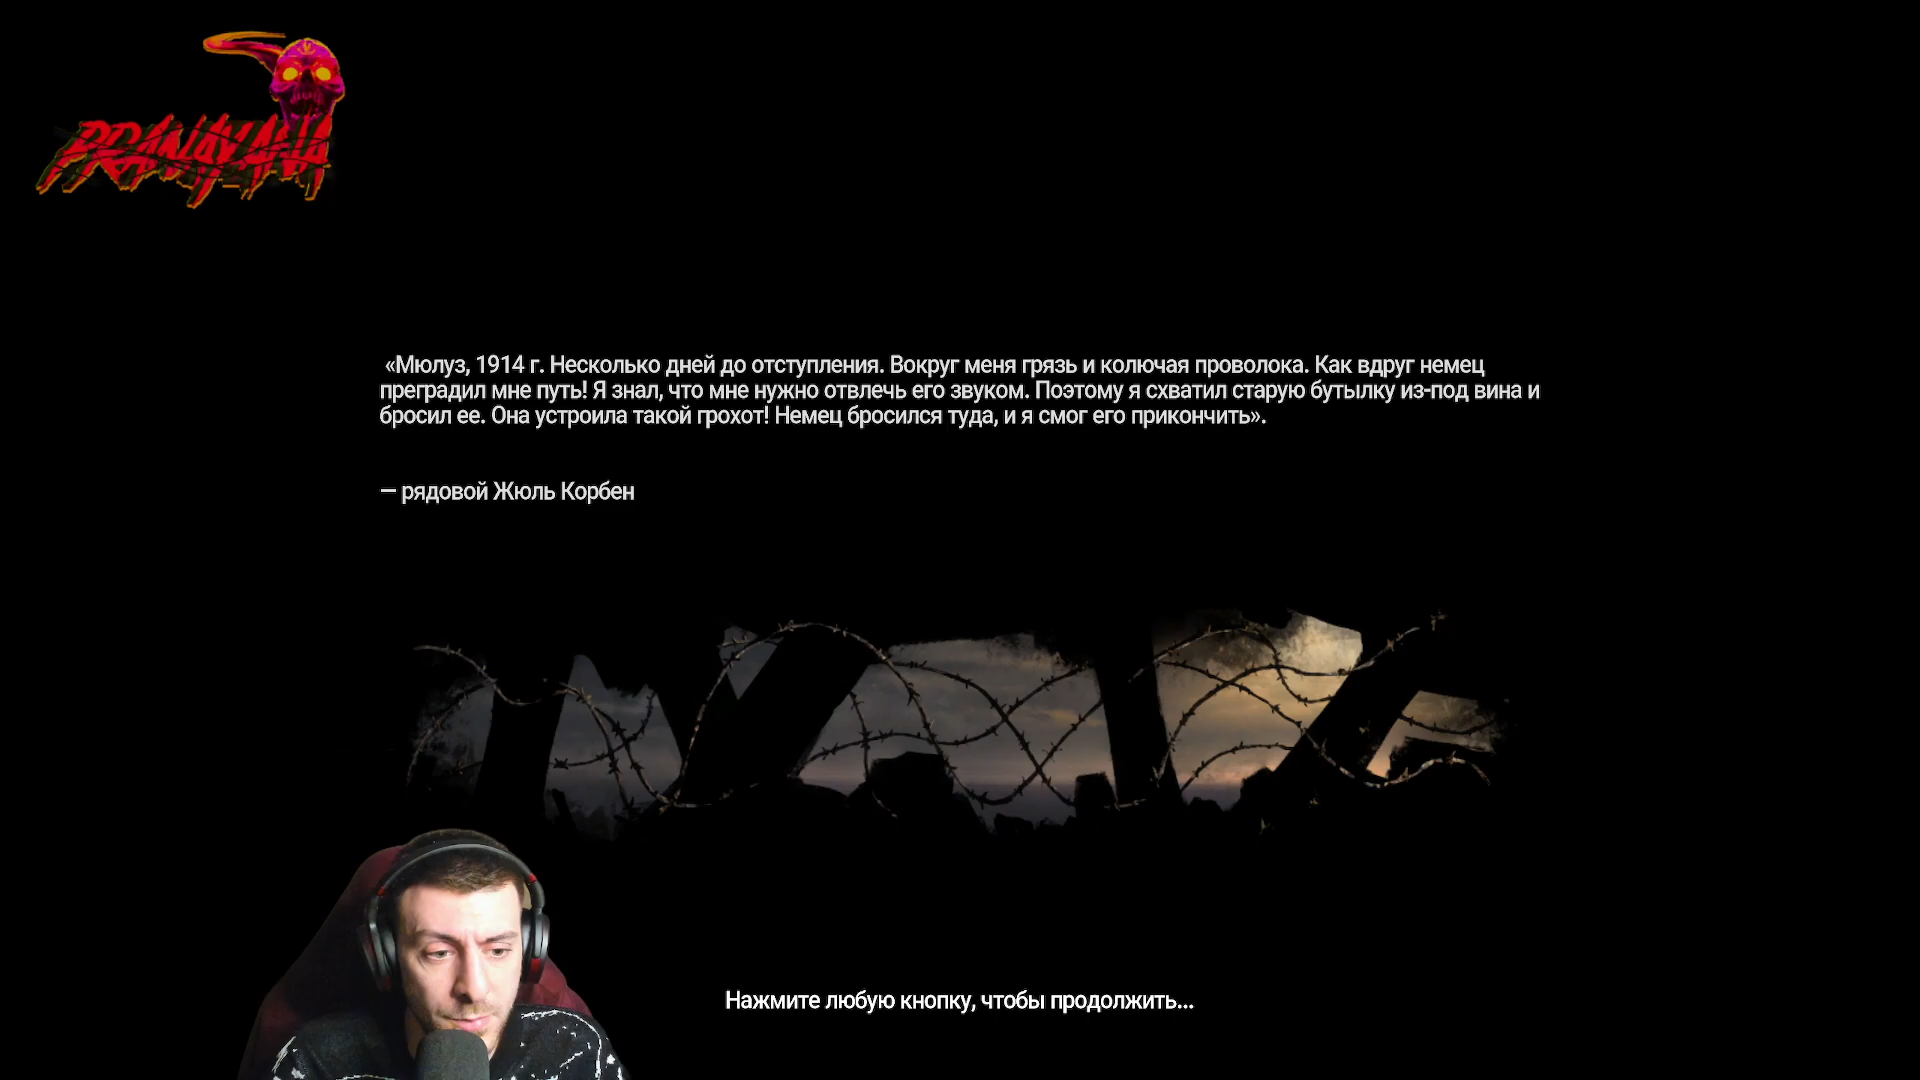 PRANAYAMA
«Мюлуз, 1914 г. Несколько дней до отступления. Вокруг меня грязь и колючая проволока. Как вдруг немец
преградил мне путь! Я знал, что мне нужно отвлечь его звуком. Поэтому я схватил старую бутылку из-под вина и
бросил ее. Она устроила такой грохот! Немец бросился туда, и я смог его прикончить».
— рядовой Жюль Корбен
Нажмите любую кнопку, чтобы продолжить...